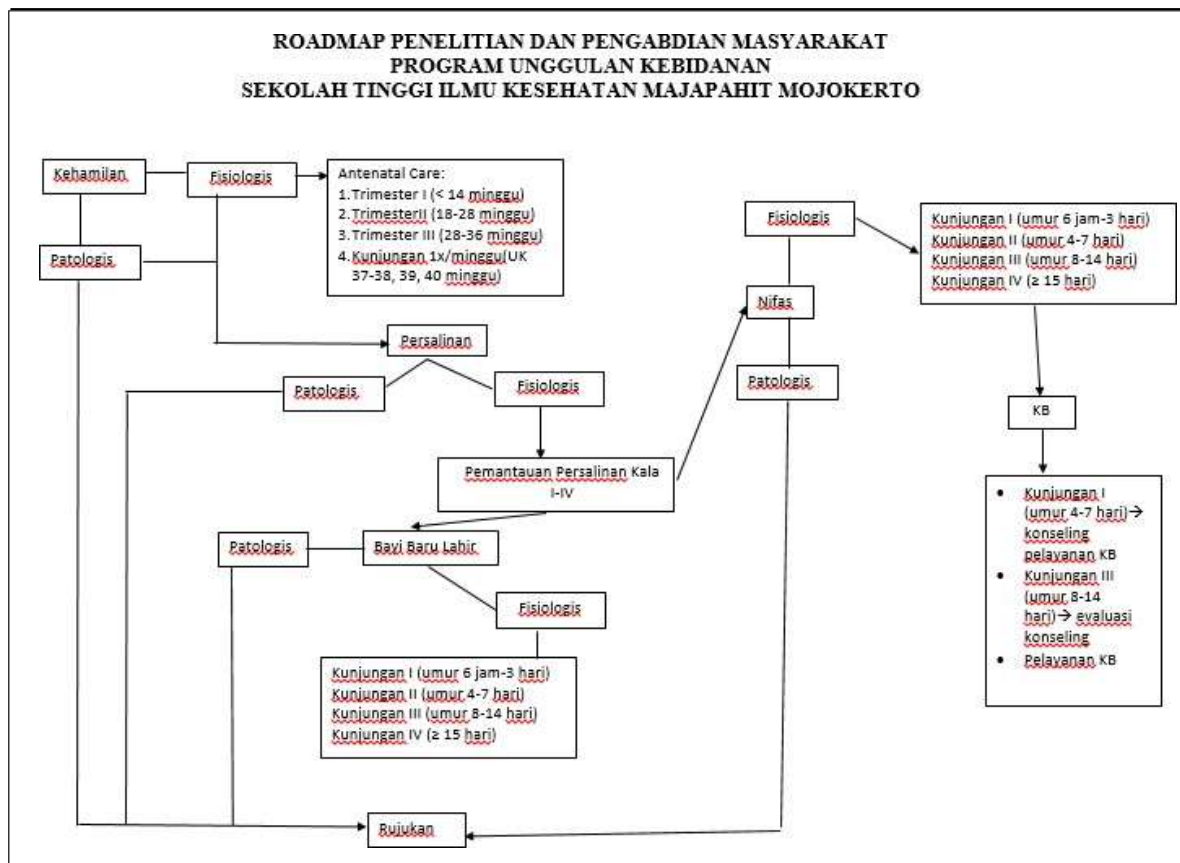 ROADMAP PENELITIAN DAN PENGABDIAN MASYARAKAT
PROGRAM UNGGULAN KEBIDANAN
SEKOLAH TINGGI ILMU KESEHATAN MAJAPAHIT MOJOKERTO
Kehamilan
Fisiologis
Antenatal Care:
1.Trimester I (< 14 minggu)
2.TrimesterII (18-28 minggu)
3.Trimester III (28-36 minggu)
4.Kunjungan 1x/minggu(UK
37-38, 39, 40 minggu)
Patologis
Persalinan
Patologis
Fisiologis
Pemantauan Persalinan Kala
I-IV
Patologis
Bayi Baru Lahir
Fisiologis
Kunjungan I (umur 6 jam-3 hari)
Kunjungan II (umur 4-7 hari)
Kunjungan III (umur 8-14 hari)
Kunjungan IV (≥ 15 hari)
Rujukan
Fisiologis
Nifas
Patologis
Kunjungan I (umur 6 jam-3 hari)
Kunjungan II (umur 4-7 hari)
Kunjungan III (umur 8-14 hari)
Kunjungan IV (≥ 15 hari)
KB
• Kunjungan I
(umur 4-7 hari)→
konseling
pelayanan KB
• Kunjungan III
(umur 8-14
hari)→ evaluasi
konseling
• Pelayanan KB